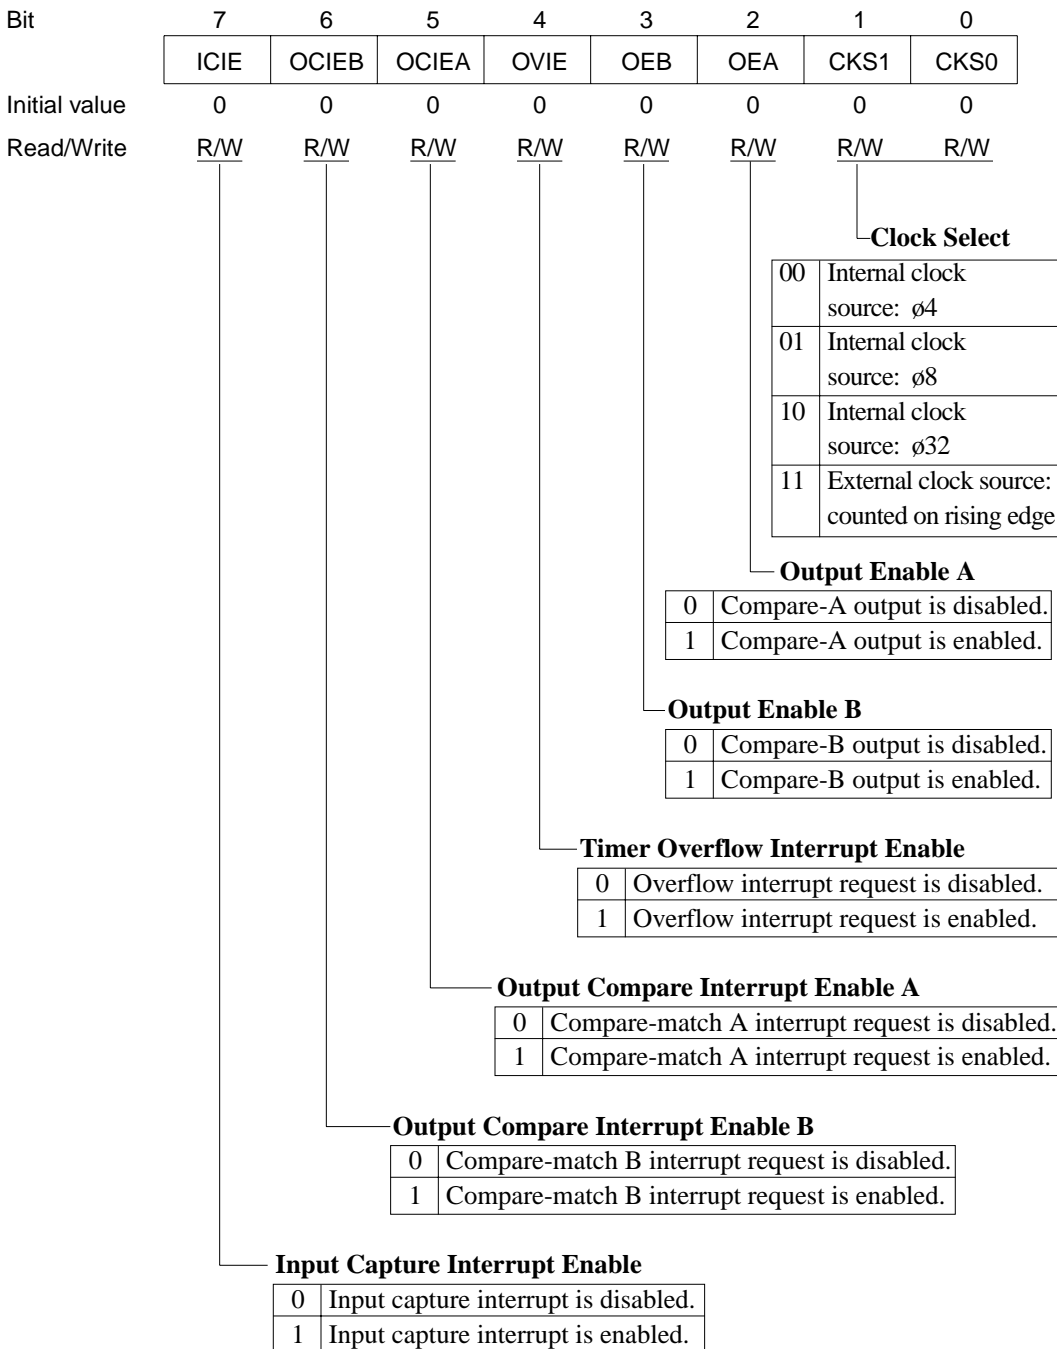 Bit 7 6 5 4 3 2 1 0
ICIE OCIEB OCIEA OVIE OEB OEA CKS1 CKS0
Initial value 0 0 0 0 0 0 0 0
Read/Write R/W R/W R/W R/W R/W R/W R/W R/W
Clock Select
00 Internal clock
source: ø4
01 Internal clock
source: ø8
10 Internal clock
source: ø32
11 External clock source:
counted on rising edge
Output Enable A
0 Compare-A output is disabled.
1 Compare-A output is enabled.
Output Enable B
0 Compare-B output is disabled.
1 Compare-B output is enabled.
Timer Overflow Interrupt Enable
0 Overflow interrupt request is disabled.
1 Overflow interrupt request is enabled.
Output Compare Interrupt Enable A
0 Compare-match A interrupt request is disabled.
1 Compare-match A interrupt request is enabled.
Output Compare Interrupt Enable B
0 Compare-match B interrupt request is disabled.
1 Compare-match B interrupt request is enabled.
Input Capture Interrupt Enable
0 Input capture interrupt is disabled.
1 Input capture interrupt is enabled.